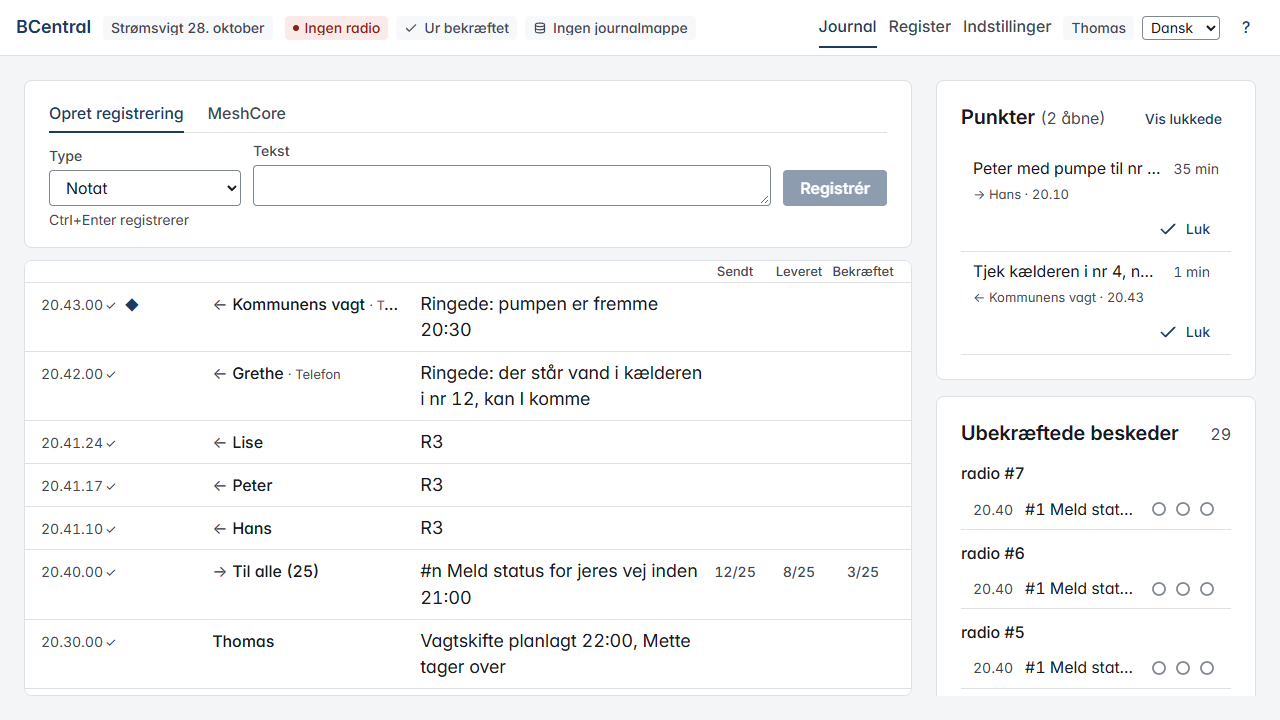 BCentral
Strømsvigt 28. oktober
Ingen radio
Ur bekræftet
Ingen journalmappe
Journal
Register
Indstillinger
Thomas
Dansk
?
Opret registrering
MeshCore
Type
Tekst
Notat
Registrér
Ctrl+Enter registrerer
Sendt Leveret Bekræftet
20.43.00 ← Kommunens vagt · T... Ringede: pumpen er fremme
20:30
20.42.00 ← Grethe · Telefon Ringede: der står vand i kælderen
i nr 12, kan I komme
20.41.24 ← Lise R3
20.41.17 ← Peter R3
20.41.10 ← Hans R3
20.40.00 → Til alle (25) #n Meld status for jeres vej inden 12/25 8/25 3/25
21:00
20.30.00 Thomas Vagtskifte planlagt 22:00, Mette
tager over
Punkter (2 åbne) Vis lukkede
Peter med pumpe til nr ... 35 min
→ Hans · 20.10
Luk
Tjek kælderen i nr 4, n... 1 min
← Kommunens vagt · 20.43
Luk
Ubekræftede beskeder 29
radio #7
20.40 #1 Meld stat...
radio #6
20.40 #1 Meld stat...
radio #5
20.40 #1 Meld stat...